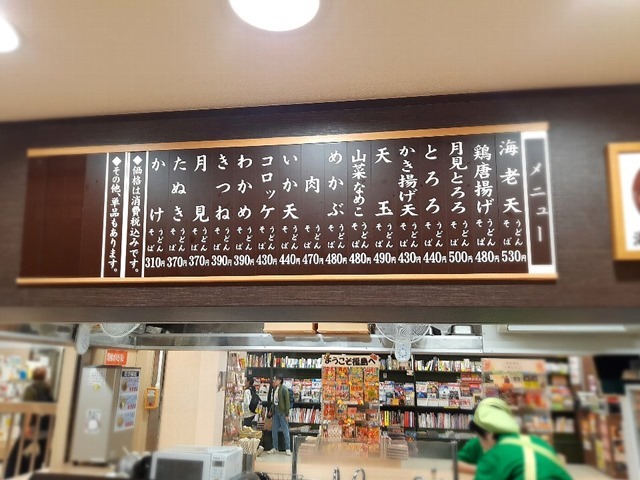 メニュー
海老天 うどん そば 530円
鶏唐揚げ うどん そば 480円
月見とろろ うどん そば 500円
とろろ うどん そば 440円
かき揚げ天 うどん そば 430円
天玉 うどん そば 490円
山菜なめこ うどん そば 480円
めかぶ うどん そば 480円
肉 うどん そば 470円
いか天 うどん そば 440円
コロッケ うどん そば 430円
わかめ うどん そば 390円
きつね うどん そば 390円
月見 うどん そば 370円
たぬき うどん そば 370円
かけ うどん そば 310円
◆価格は消費税込みです。
◆その他、単品もあります。
ようこそ福島へ